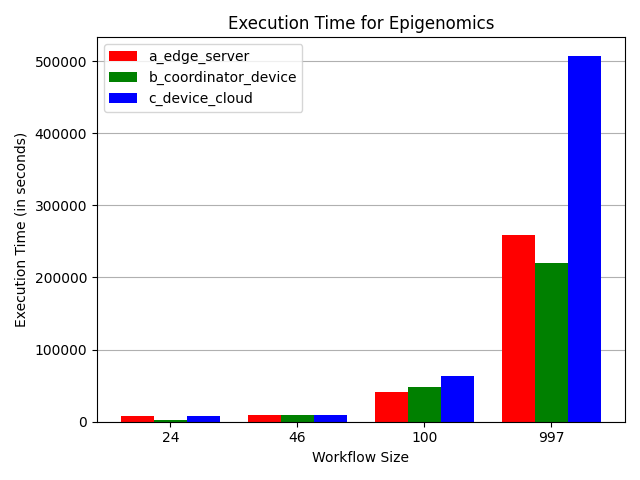 Execution Time for Epigenomics
a_edge_server
b_coordinator_device
c_device_cloud
Execution Time (in seconds)
500000
400000
300000
200000
100000
0
24 46 100 997
Workflow Size